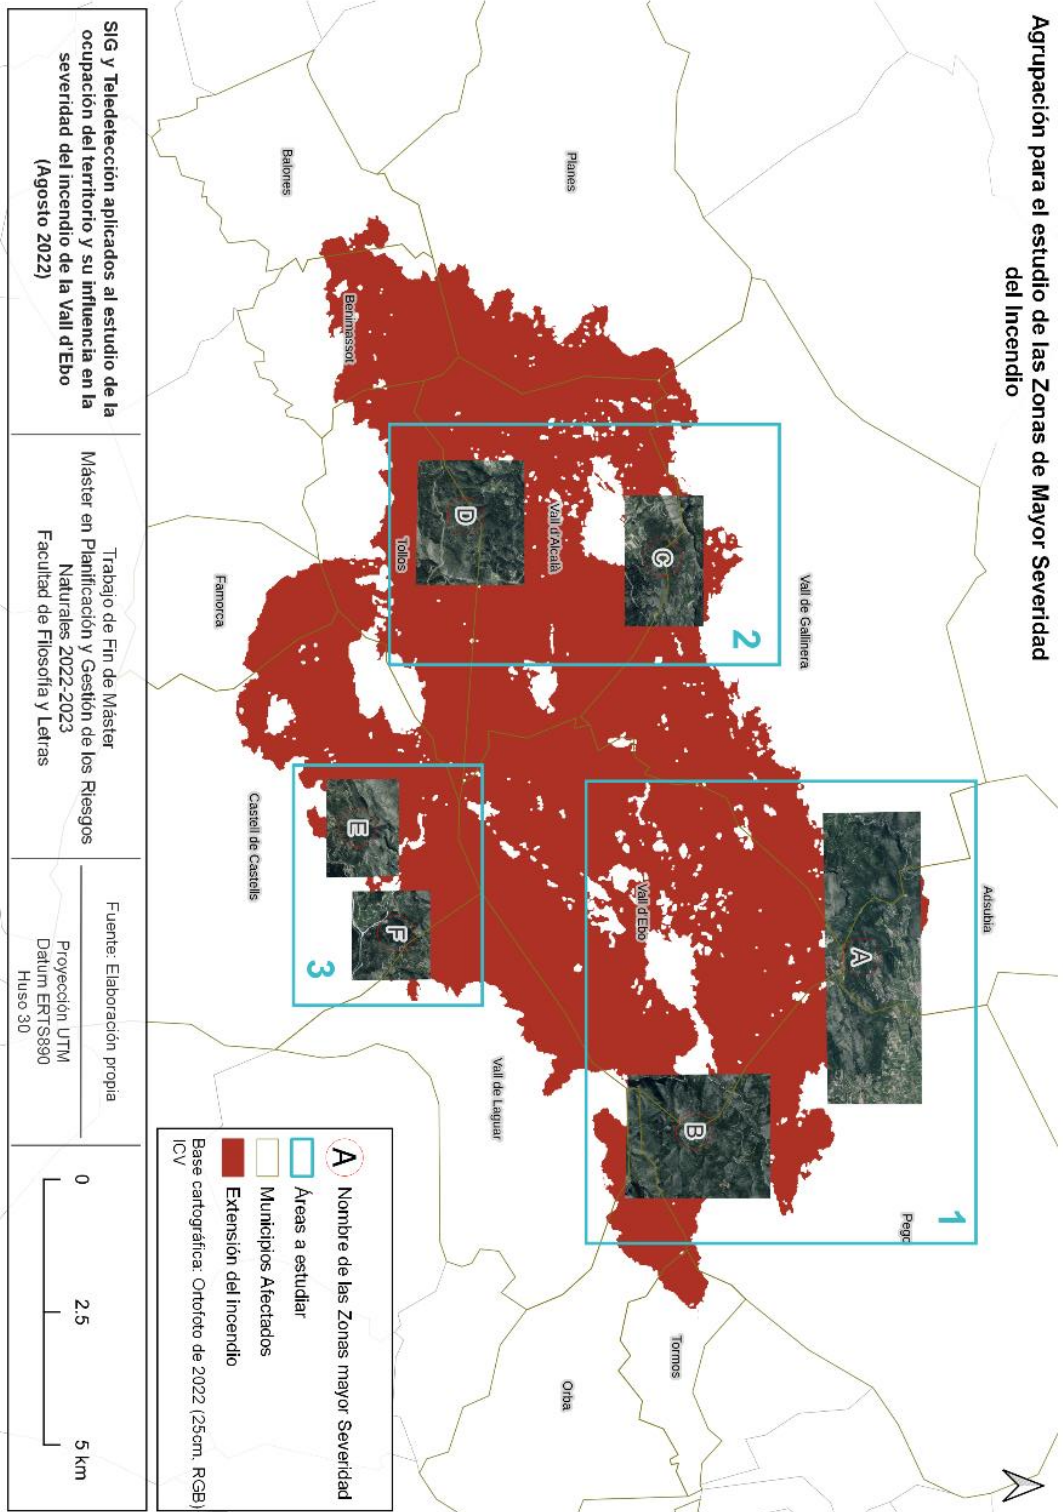 Agrupación para el estudio de las Zonas de Mayor Severidad
del Incendio
Planes
Balones
Benimassot
Vall de Gallinera
Vall d'Alcalà
Tollos
Famorca
C
D
2
Adsubia
A
Vall d'Ebo
B
Pego
1
Castell de Castells
E
F
3
Vall de Laguar
Tormos
Orba
A Nombre de las Zonas mayor Severidad
Áreas a estudiar
Municipios Afectados
Extensión del incendio
Base cartográfica: Ortofoto de 2022 (25cm, RGB)
ICV
SIG y Teledetección aplicados al estudio de la
ocupación del territorio y su influencia en la
severidad del incendio de la Vall d'Ebo
(Agosto 2022)
Trabajo de Fin de Máster
Máster en Planificación y Gestión de los Riesgos
Naturales 2022-2023
Facultad de Filosofía y Letras
Fuente: Elaboración propia
Proyección UTM
Datum ERTS890
Huso 30
0 2.5 5 km